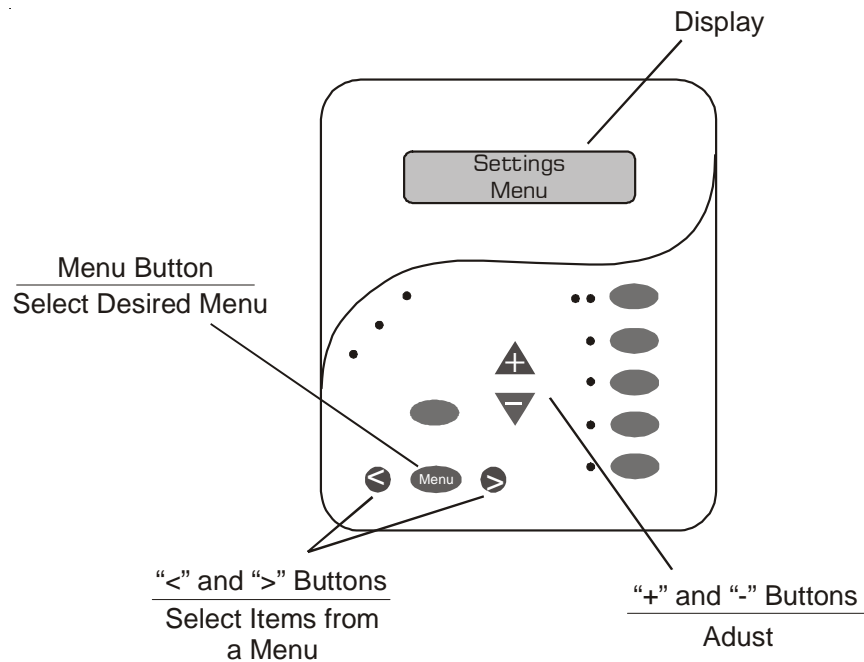 Display
Settings
Menu
Menu Button
Select Desired Menu
+
-
< Menu >
“<” and “>” Buttons
Select Items from
a Menu
“+” and “-” Buttons
Adust